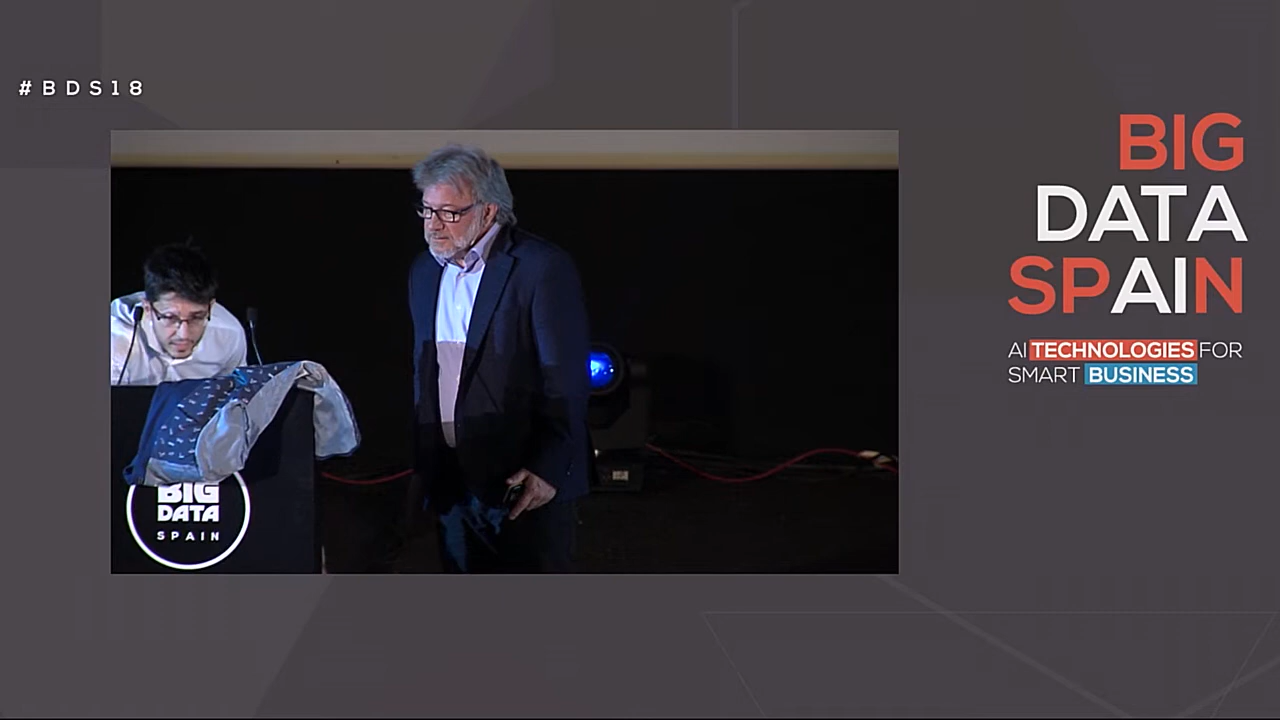 #BDS18
BIG
DATA
SPAIN
AI TECHNOLOGIES FOR
SMART BUSINESS
BIG
DATA
SPAIN